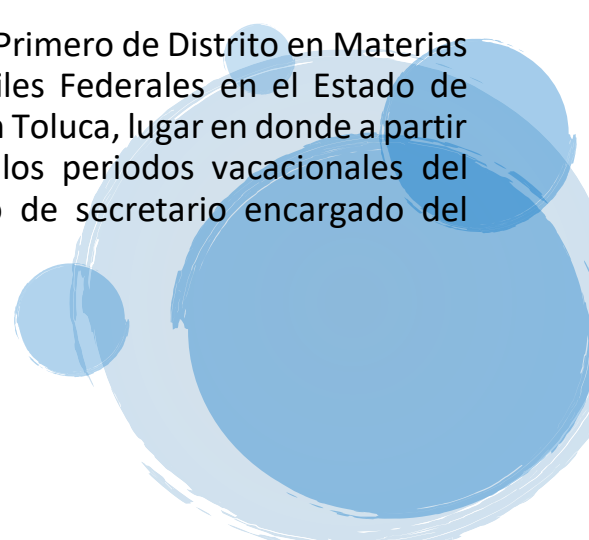 Primero de Distrito en Materias
iles Federales en el Estado de
Toluca, lugar en donde a partir
los periodos vacacionales del
de secretario encargado del